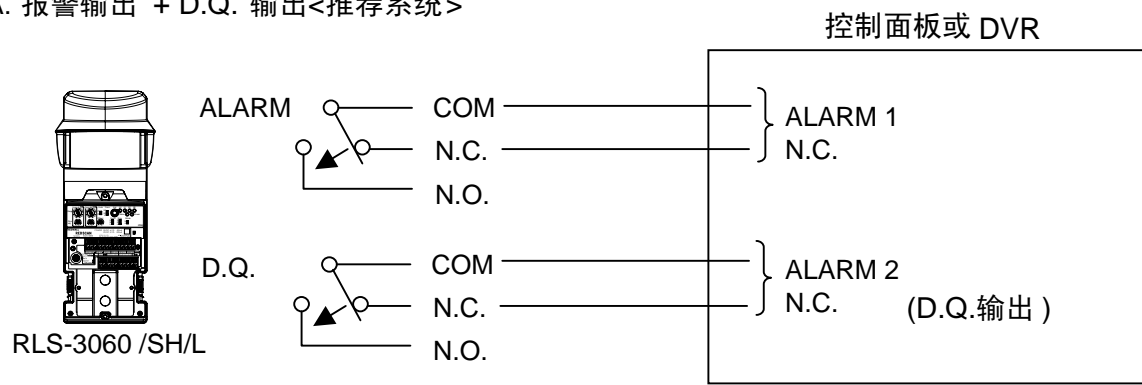 A. 报警输出 + D.Q. 输出<推荐系统>
控制面板或 DVR
ALARM
COM
N.C.
N.O.
ALARM 1
N.C.
D.Q.
COM
N.C.
N.O.
ALARM 2
N.C. (D.Q.输出 )
RLS-3060 /SH/L